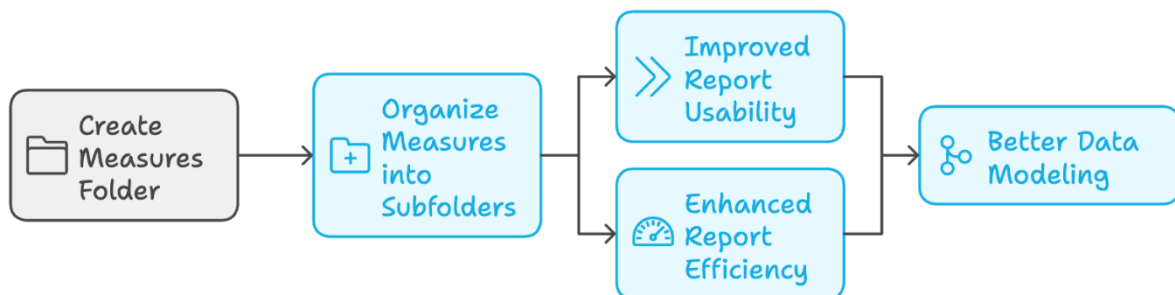 Create
Measures
Folder
Organize
Measures
into
Subfolders
Improved
Report
Usability
Enhanced
Report
Efficiency
Better Data
Modeling